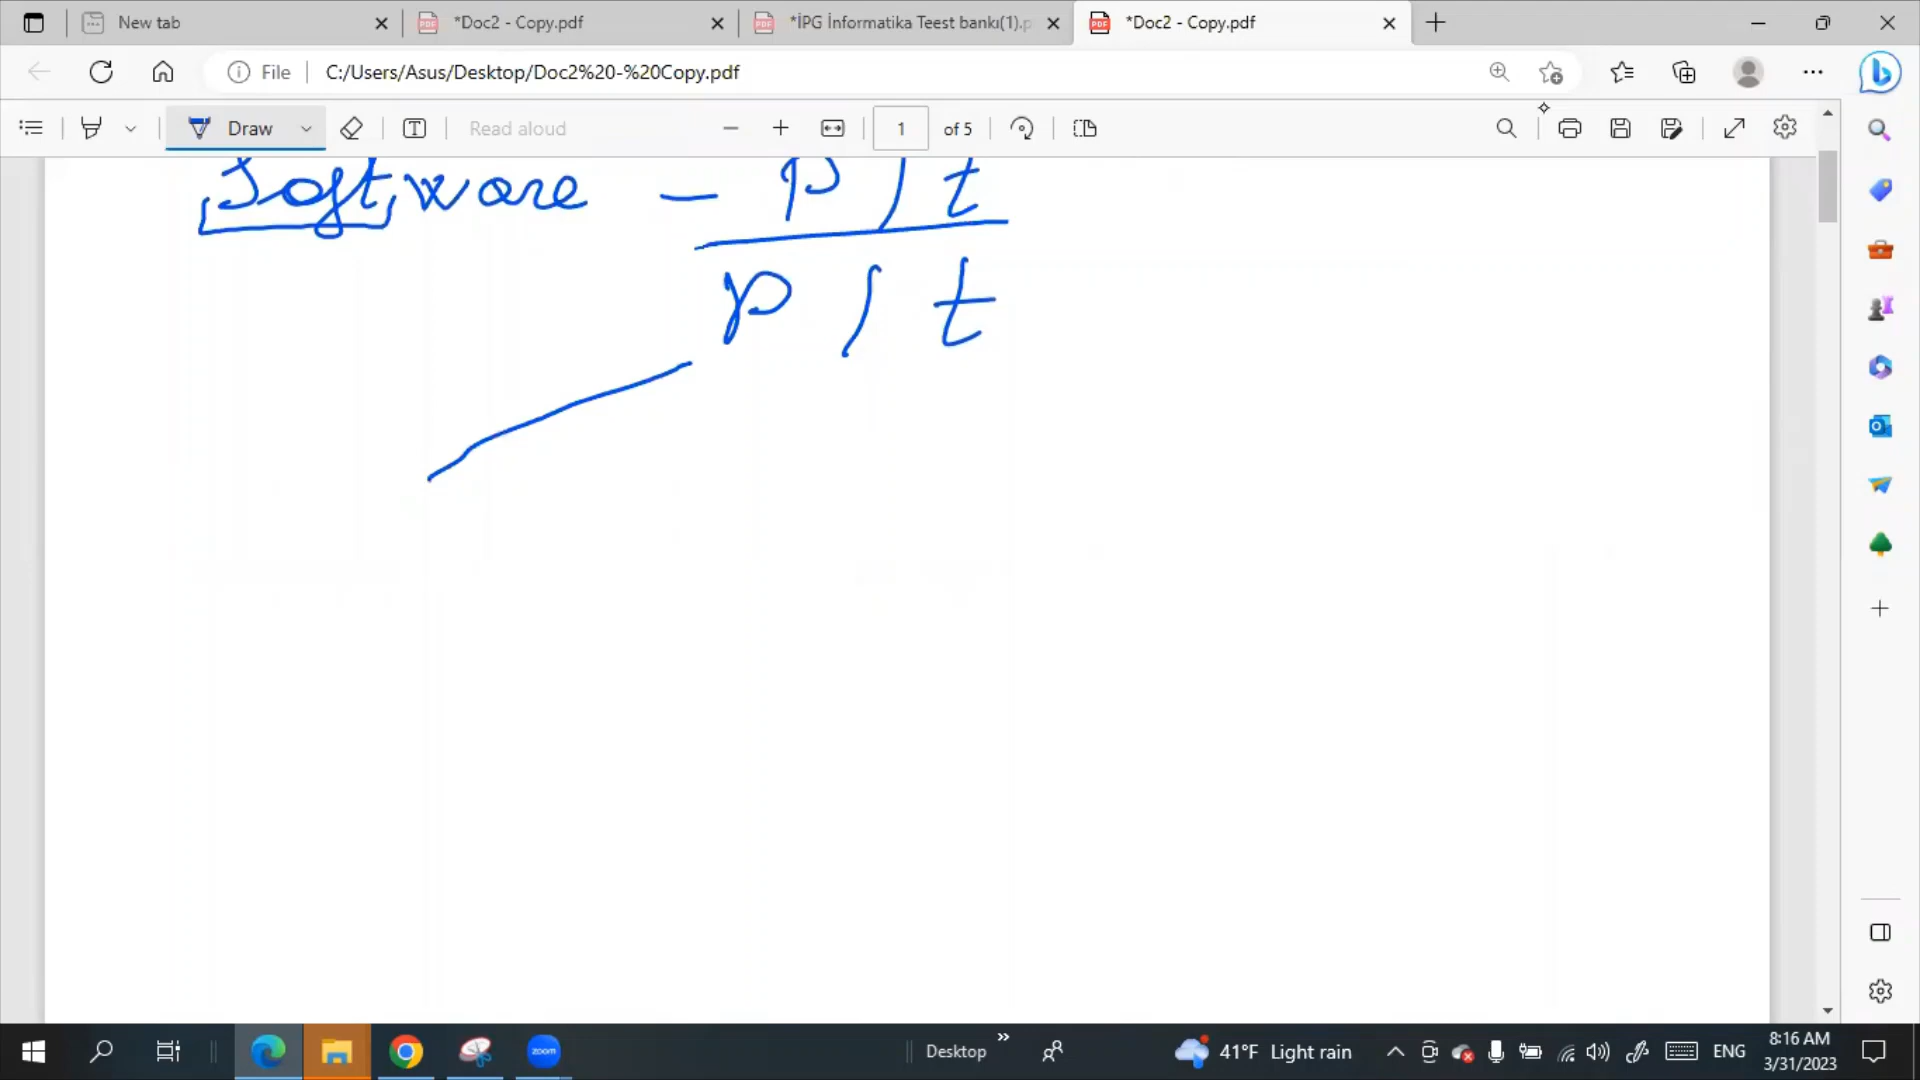 New tab
*Doc2 - Copy.pdf
*İPG İnformatika Teest bankı(1).p
*Doc2 - Copy.pdf
File
C:/Users/Asus/Desktop/Doc2%20-%20Copy.pdf
Draw
Read aloud
1
of 5
Software – p / t
p / t
zoom
Desktop
41°F Light rain
ENG
8:16 AM
3/31/2023